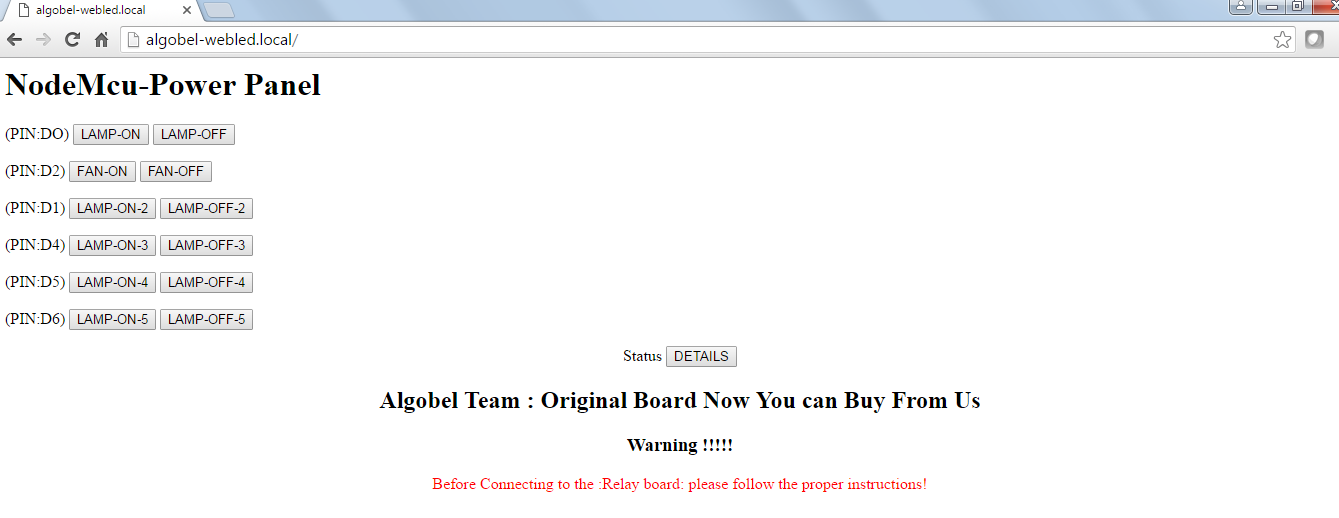 algobel-webled.local
algobel-webled.local/
NodeMcu-Power Panel
(PIN:DO) LAMP-ON LAMP-OFF
(PIN:D2) FAN-ON FAN-OFF
(PIN:D1) LAMP-ON-2 LAMP-OFF-2
(PIN:D4) LAMP-ON-3 LAMP-OFF-3
(PIN:D5) LAMP-ON-4 LAMP-OFF-4
(PIN:D6) LAMP-ON-5 LAMP-OFF-5
Status DETAILS
Algobel Team : Original Board Now You can Buy From Us
Warning !!!!!
Before Connecting to the :Relay board: please follow the proper instructions!